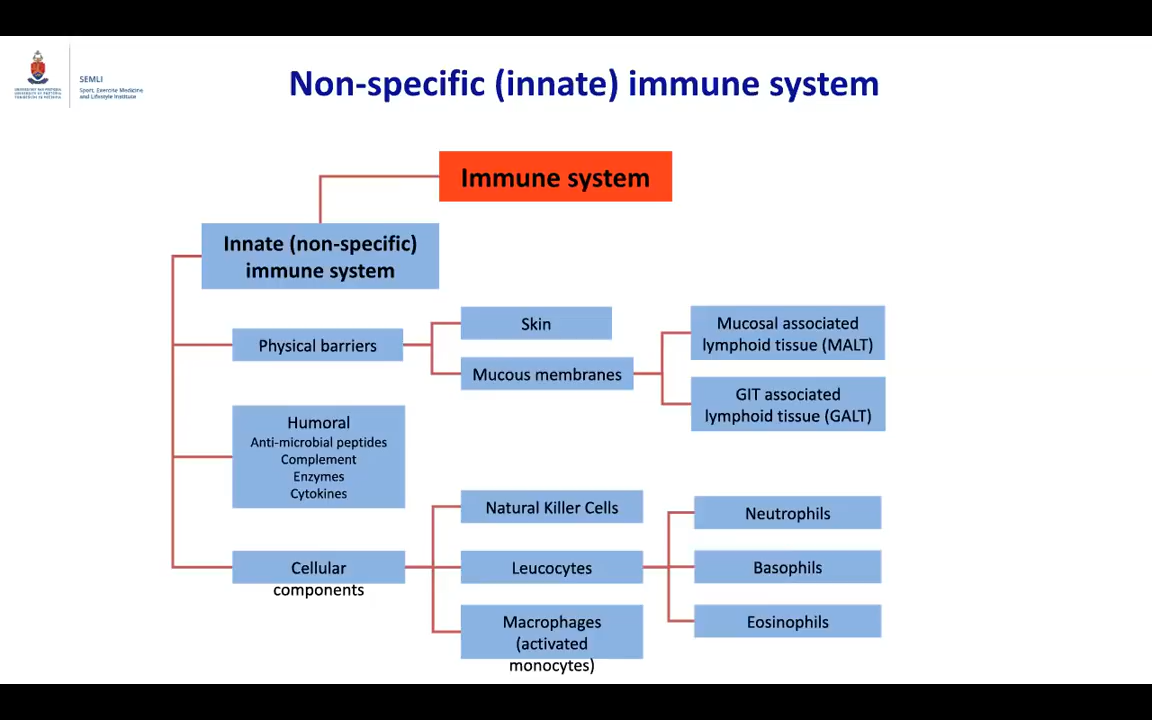 SEMLI
Sport, Exercise Medicine
and Lifestyle Institute
Non-specific (innate) immune system
Immune system
Innate (non-specific)
immune system
Physical barriers
Skin
Mucous membranes
Mucosal associated
lymphoid tissue (MALT)
GIT associated
lymphoid tissue (GALT)
Humoral
Anti-microbial peptides
Complement
Enzymes
Cytokines
Cellular
components
Natural Killer Cells
Leucocytes
Macrophages
(activated
monocytes)
Neutrophils
Basophils
Eosinophils